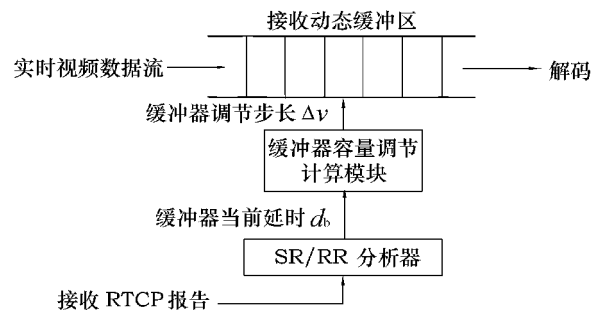 接收动态缓冲区
实时视频数据流
解码
缓冲器调节步长 Δv
缓冲器容量调节
计算模块
缓冲器当前延时 db
SR/RR 分析器
接收 RTCP 报告